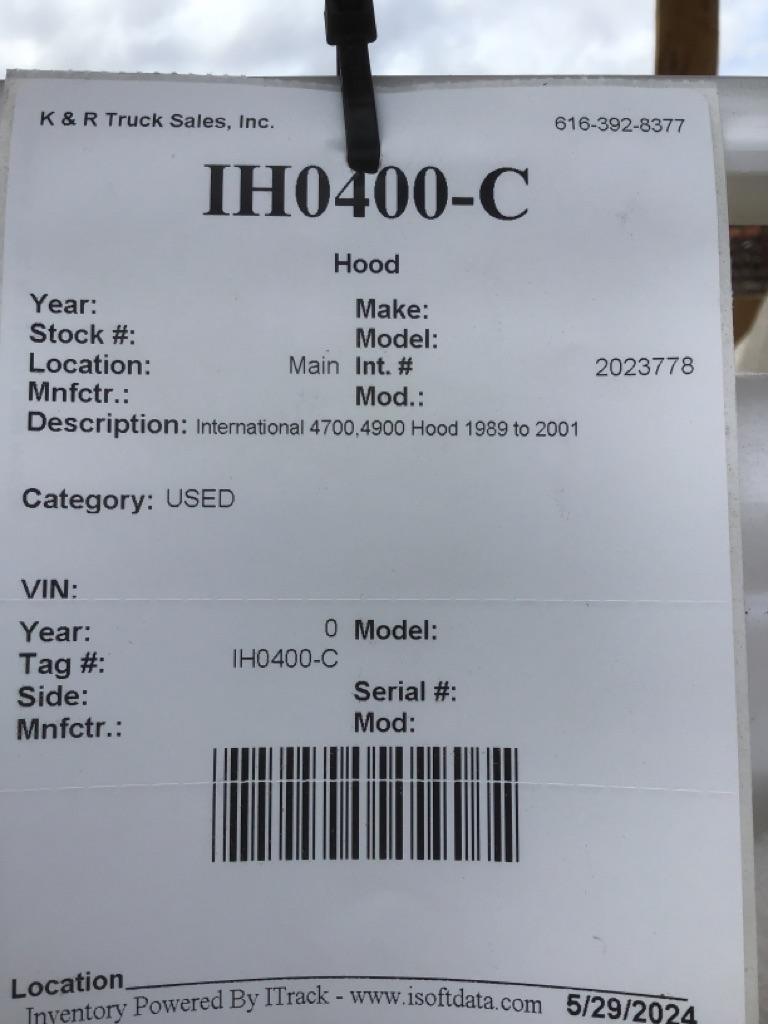 K & R Truck Sales, Inc. 616-392-8377
IH0400-C
Hood
Year: Make:
Stock #: Model:
Location: Main Int. # 2023778
Mnfctr.: Mod.:
Description: International 4700,4900 Hood 1989 to 2001
Category: USED
VIN:
Year: 0 Model:
Tag #: IH0400-C
Side: Serial #:
Mnfctr.: Mod:
Location
Inventory Powered By ITrack - www.isoftdata.com 5/29/2024